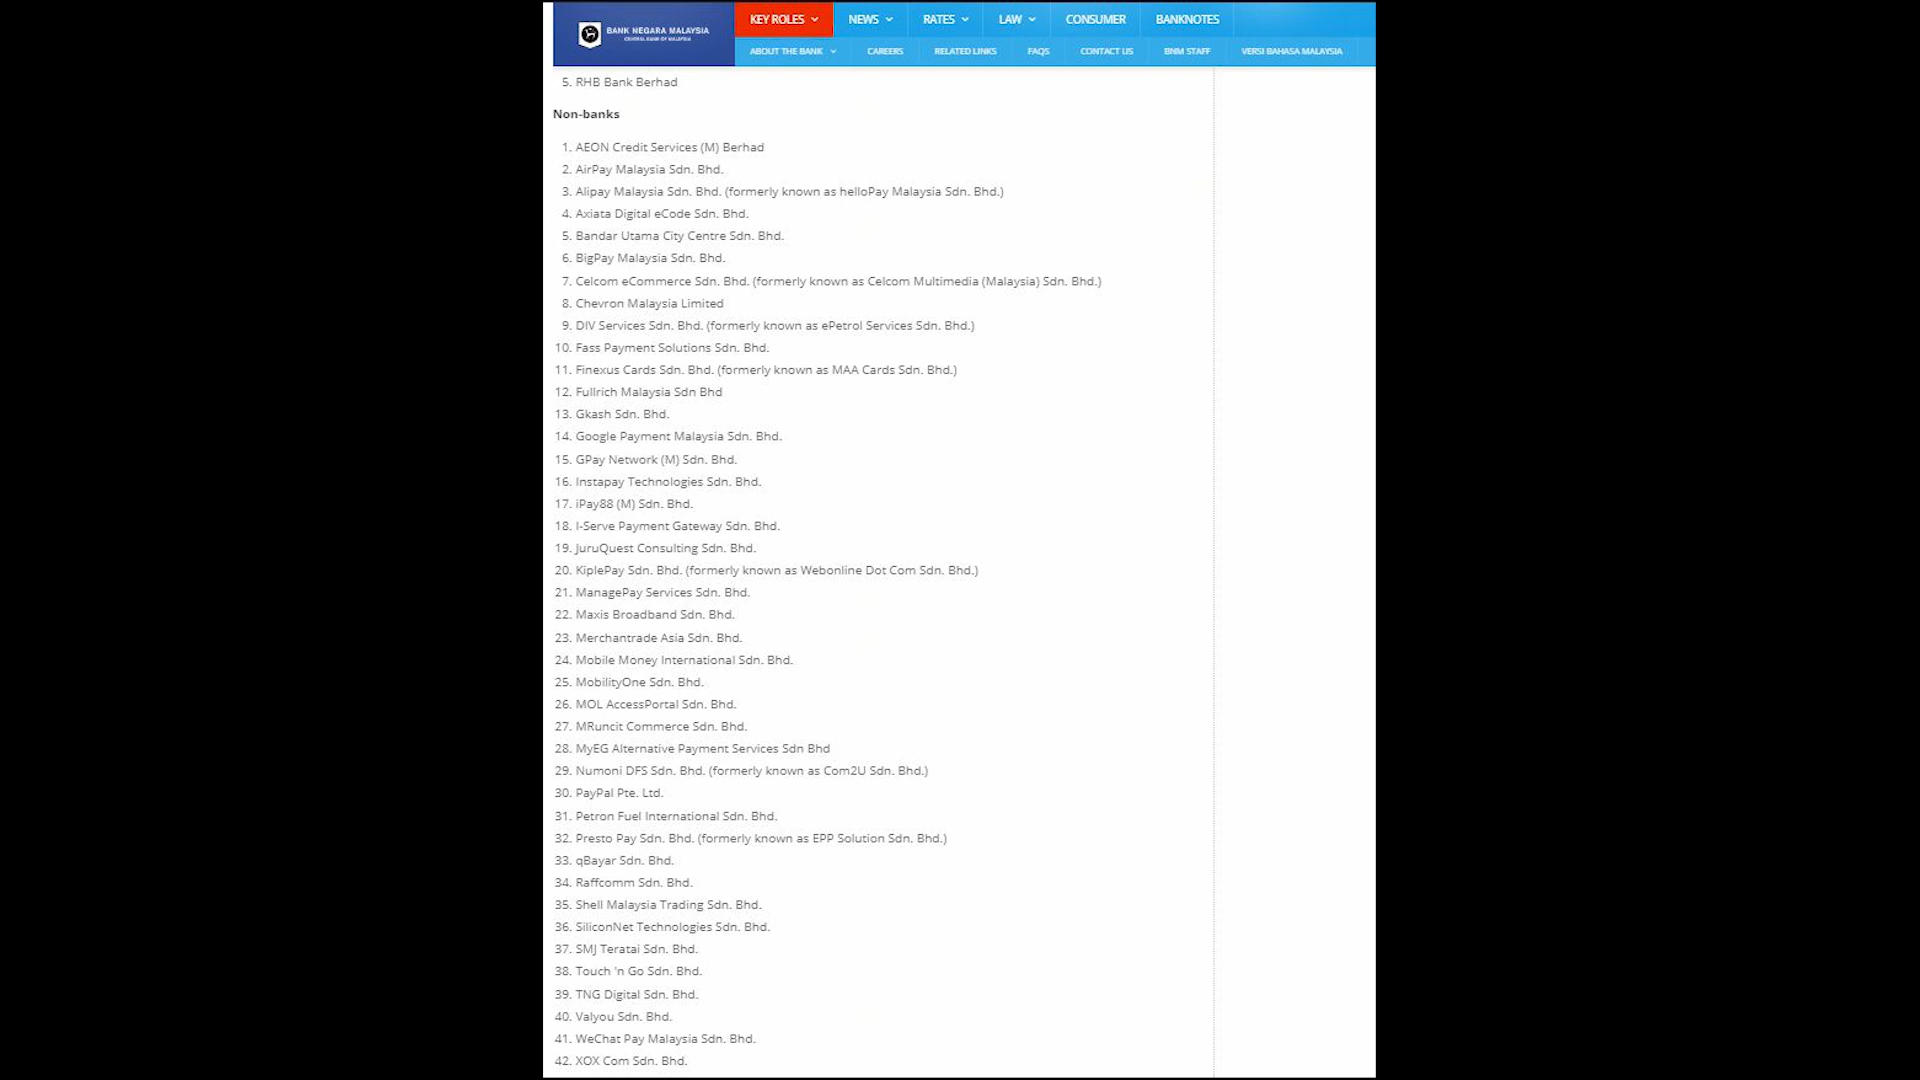 BANK NEGARA MALAYSIA
CENTRAL BANK OF MALAYSIA
KEY ROLES NEWS RATES LAW CONSUMER BANKNOTES
ABOUT THE BANK CAREERS RELATED LINKS FAQS CONTACT US BNM STAFF VERSI BAHASA MALAYSIA
5. RHB Bank Berhad
Non-banks
1. AEON Credit Services (M) Berhad
2. AirPay Malaysia Sdn. Bhd.
3. Alipay Malaysia Sdn. Bhd. (formerly known as helloPay Malaysia Sdn. Bhd.)
4. Axiata Digital eCode Sdn. Bhd.
5. Bandar Utama City Centre Sdn. Bhd.
6. BigPay Malaysia Sdn. Bhd.
7. Celcom eCommerce Sdn. Bhd. (formerly known as Celcom Multimedia (Malaysia) Sdn. Bhd.)
8. Chevron Malaysia Limited
9. DIV Services Sdn. Bhd. (formerly known as ePetrol Services Sdn. Bhd.)
10. Fass Payment Solutions Sdn. Bhd.
11. Finexus Cards Sdn. Bhd. (formerly known as MAA Cards Sdn. Bhd.)
12. Fullrich Malaysia Sdn Bhd
13. Gkash Sdn. Bhd.
14. Google Payment Malaysia Sdn. Bhd.
15. GPay Network (M) Sdn. Bhd.
16. Instapay Technologies Sdn. Bhd.
17. iPay88 (M) Sdn. Bhd.
18. I-Serve Payment Gateway Sdn. Bhd.
19. JuruQuest Consulting Sdn. Bhd.
20. KiplePay Sdn. Bhd. (formerly known as Webonline Dot Com Sdn. Bhd.)
21. ManagePay Services Sdn. Bhd.
22. Maxis Broadband Sdn. Bhd.
23. Merchantrade Asia Sdn. Bhd.
24. Mobile Money International Sdn. Bhd.
25. MobilityOne Sdn. Bhd.
26. MOL AccessPortal Sdn. Bhd.
27. MRuncit Commerce Sdn. Bhd.
28. MyEG Alternative Payment Services Sdn Bhd
29. Numoni DFS Sdn. Bhd. (formerly known as Com2U Sdn. Bhd.)
30. PayPal Pte. Ltd.
31. Petron Fuel International Sdn. Bhd.
32. Presto Pay Sdn. Bhd. (formerly known as EPP Solution Sdn. Bhd.)
33. qBayar Sdn. Bhd.
34. Raffcomm Sdn. Bhd.
35. Shell Malaysia Trading Sdn. Bhd.
36. SiliconNet Technologies Sdn. Bhd.
37. SMJ Teratai Sdn. Bhd.
38. Touch 'n Go Sdn. Bhd.
39. TNG Digital Sdn. Bhd.
40. Valyou Sdn. Bhd.
41. WeChat Pay Malaysia Sdn. Bhd.
42. XOX Com Sdn. Bhd.